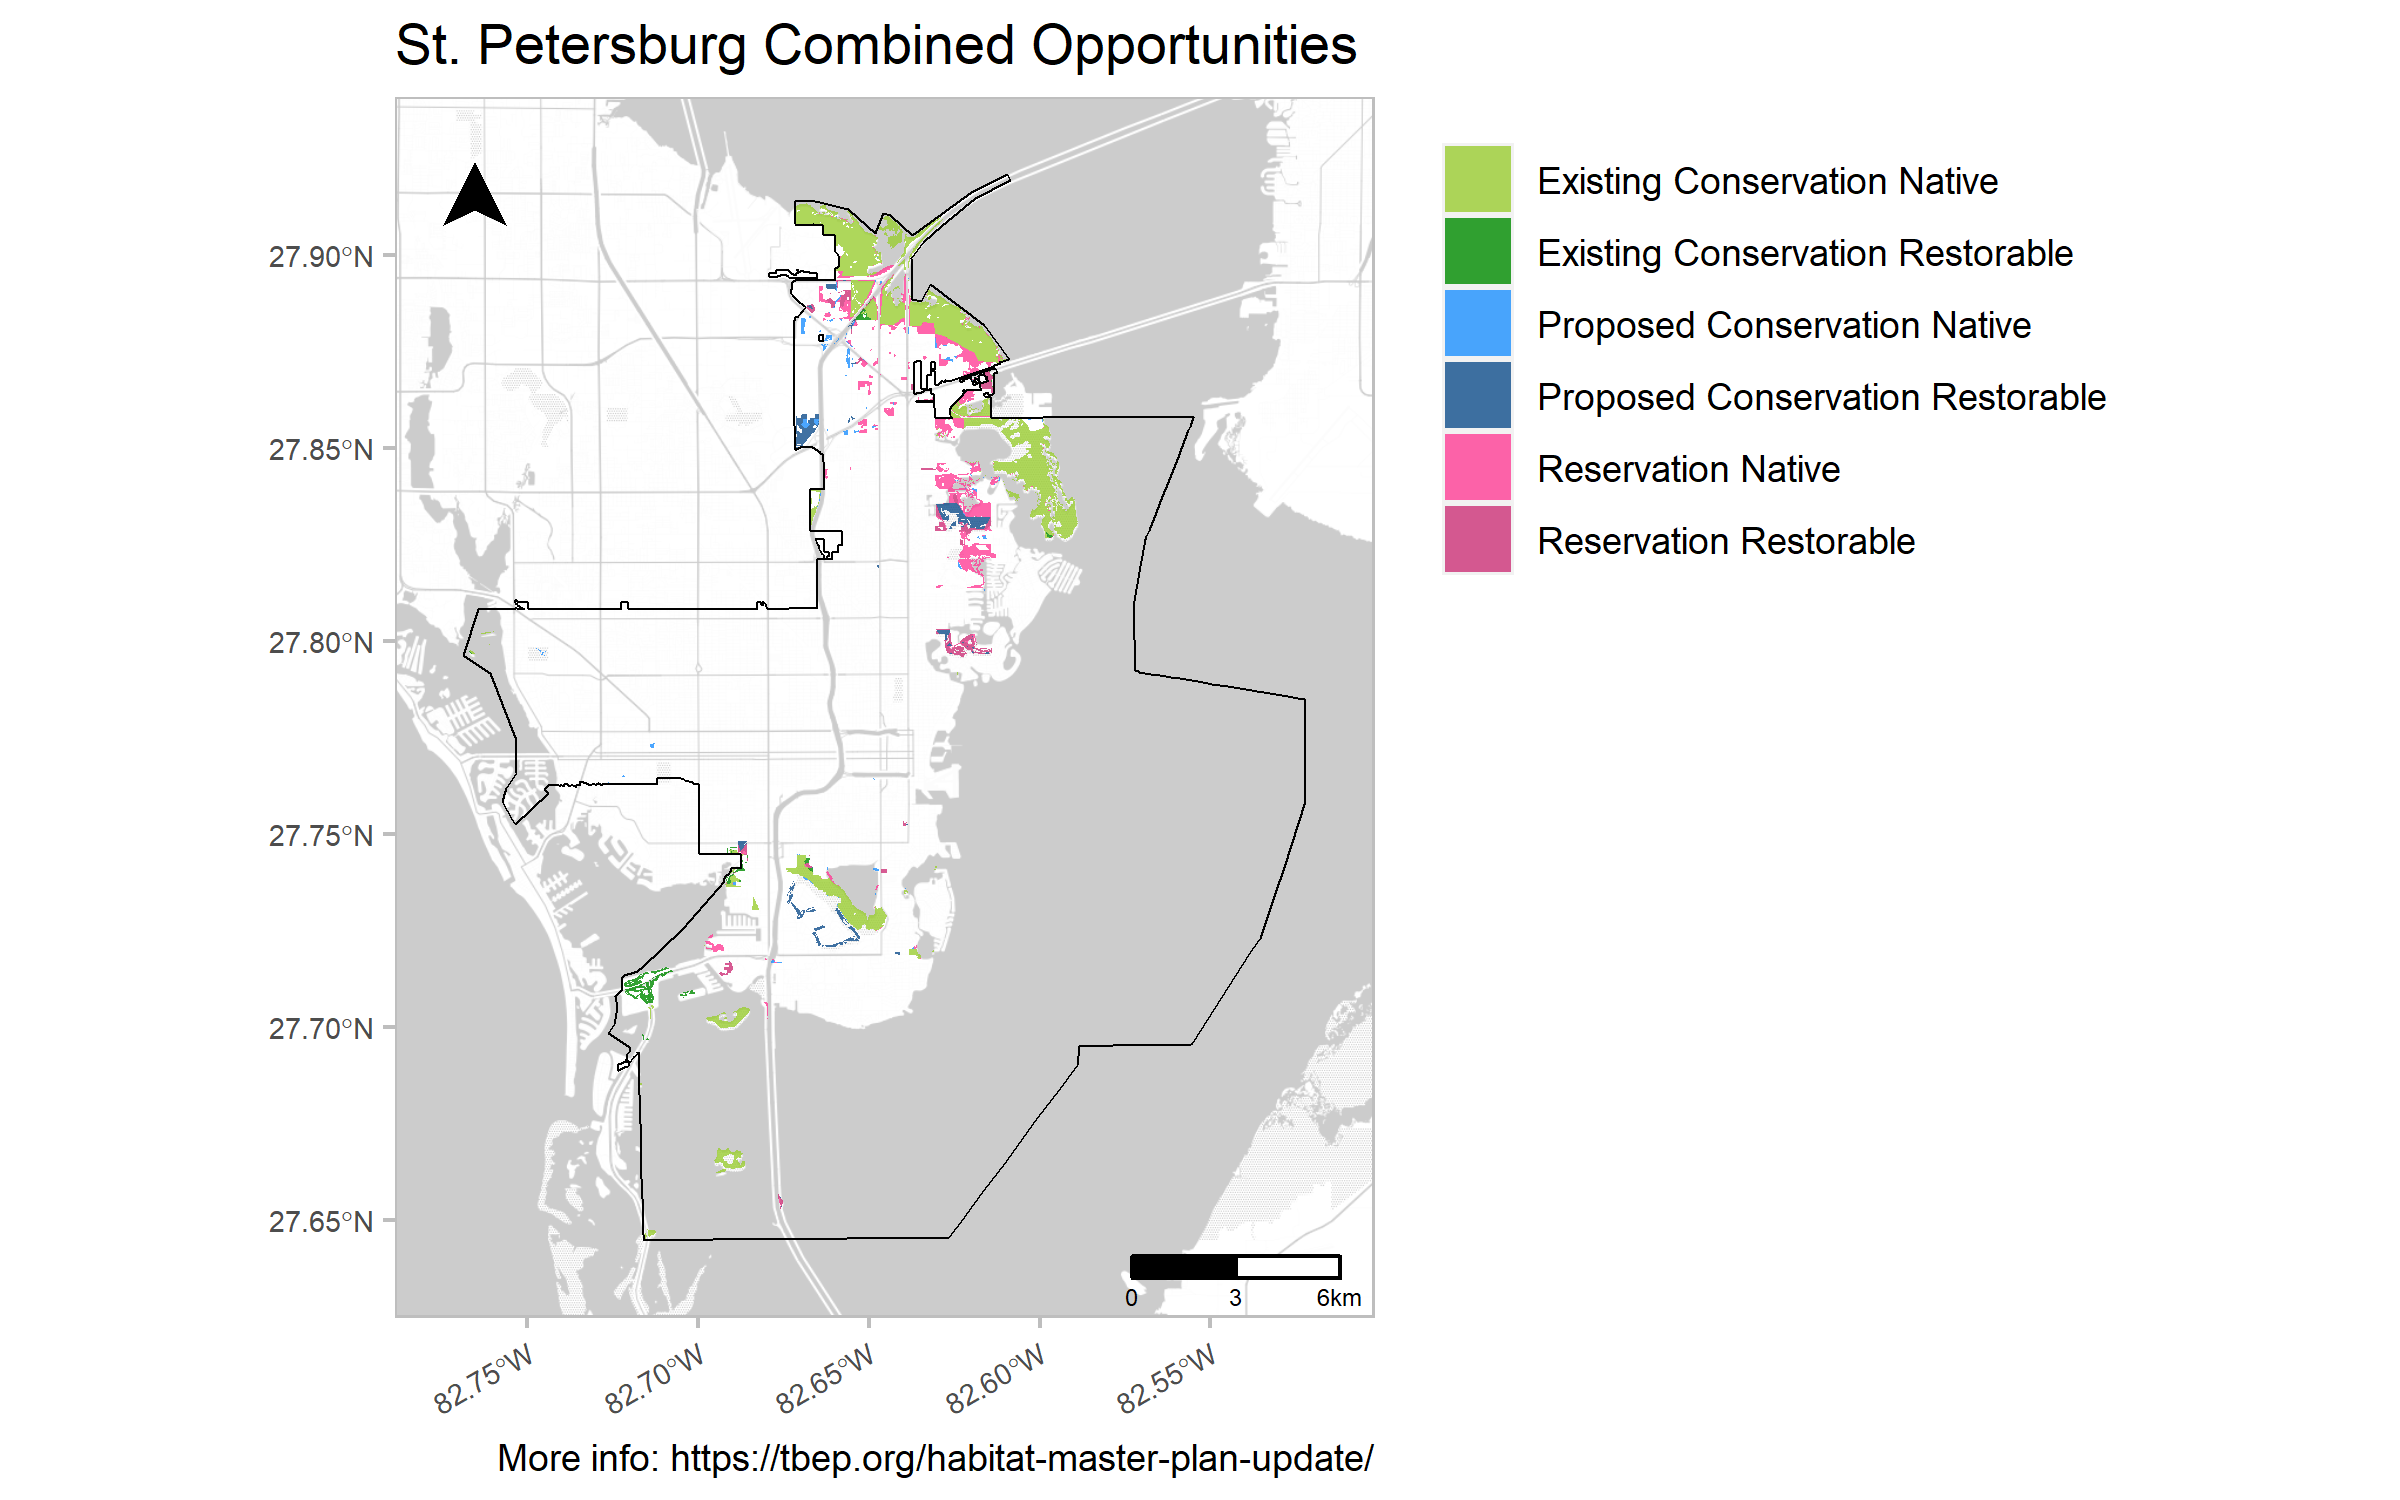 St. Petersburg Combined Opportunities
Existing Conservation Native
Existing Conservation Restorable
Proposed Conservation Native
Proposed Conservation Restorable
Reservation Native
Reservation Restorable
27.90°N
27.85°N
27.80°N
27.75°N
27.70°N
27.65°N
0 3 6km
82.75°W 82.70°W 82.65°W 82.60°W 82.55°W
More info: https://tbep.org/habitat-master-plan-update/